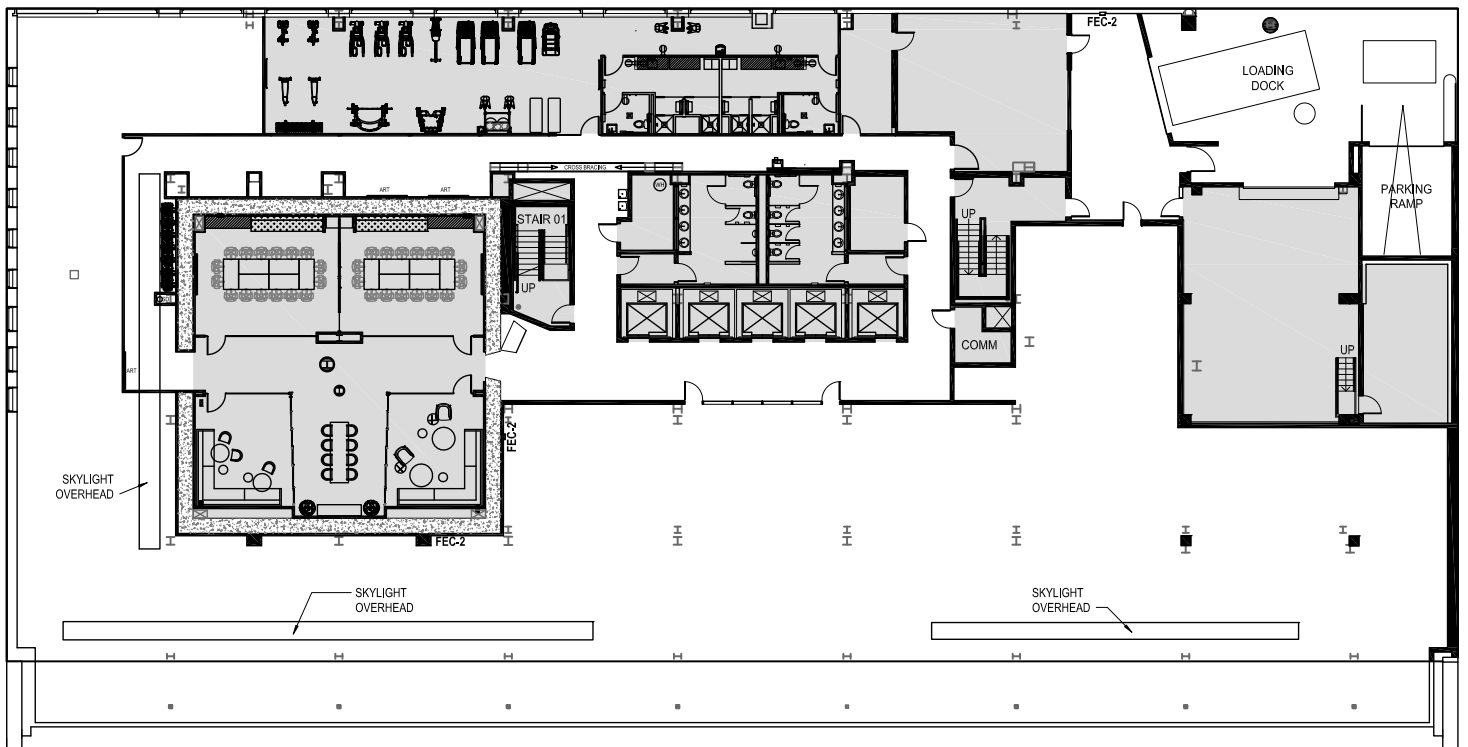 FEC-2
LOADING
DOCK
CROSS BRACING
ART
ART
WH
PARKING
RAMP
STAIR 01
UP
UP
COMM
UP
ART
FEC-2
SKYLIGHT
OVERHEAD
FEC-2
SKYLIGHT
OVERHEAD
SKYLIGHT
OVERHEAD